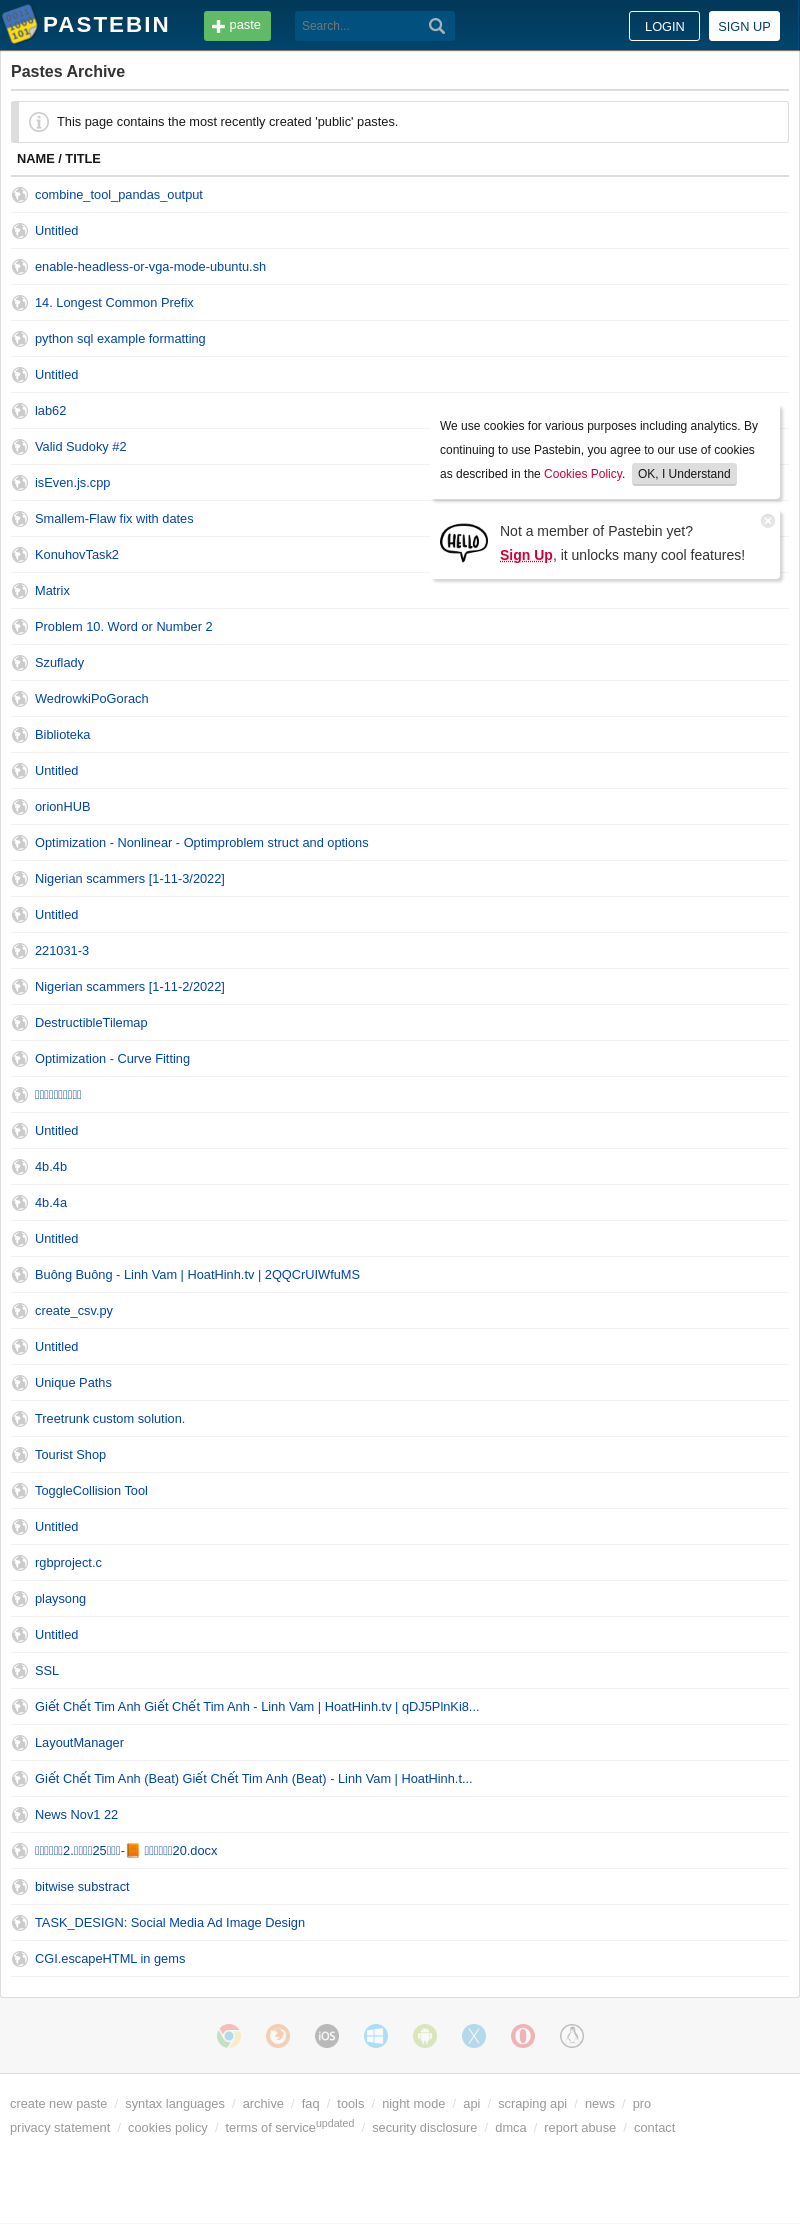 PASTEBIN
paste
Search...
LOGIN
SIGN UP
Pastes Archive
This page contains the most recently created 'public' pastes.
NAME / TITLE
combine_tool_pandas_output
Untitled
enable-headless-or-vga-mode-ubuntu.sh
14. Longest Common Prefix
python sql example formatting
Untitled
lab62
Valid Sudoky #2
isEven.js.cpp
Smallem-Flaw fix with dates
KonuhovTask2
We use cookies for various purposes including analytics. By
continuing to use Pastebin, you agree to our use of cookies
as described in the Cookies Policy. OK, I Understand
HELLO
Not a member of Pastebin yet?
Sign Up, it unlocks many cool features!
Matrix
Problem 10. Word or Number 2
Szuflady
WedrowkiPoGorach
Biblioteka
Untitled
orionHUB
Optimization - Nonlinear - Optimproblem struct and options
Nigerian scammers [1-11-3/2022]
Untitled
221031-3
Nigerian scammers [1-11-2/2022]
DestructibleTilemap
Optimization - Curve Fitting
Untitled
4b.4b
4b.4a
Untitled
Buông Buông - Linh Vam | HoatHinh.tv | 2QQCrUIWfuMS
create_csv.py
Untitled
Unique Paths
Treetrunk custom solution.
Tourist Shop
ToggleCollision Tool
Untitled
rgbproject.c
playsong
Untitled
SSL
Giết Chết Tim Anh Giết Chết Tim Anh - Linh Vam | HoatHinh.tv | qDJ5PlnKi8...
LayoutManager
Giết Chết Tim Anh (Beat) Giết Chết Tim Anh (Beat) - Linh Vam | HoatHinh.t...
News Nov1 22
2. 25 - 20.docx
bitwise substract
TASK_DESIGN: Social Media Ad Image Design
CGI.escapeHTML in gems
iOS
create new paste / syntax languages / archive / faq / tools / night mode / api / scraping api / news / pro
privacy statement / cookies policy / terms of service updated / security disclosure / dmca / report abuse / contact